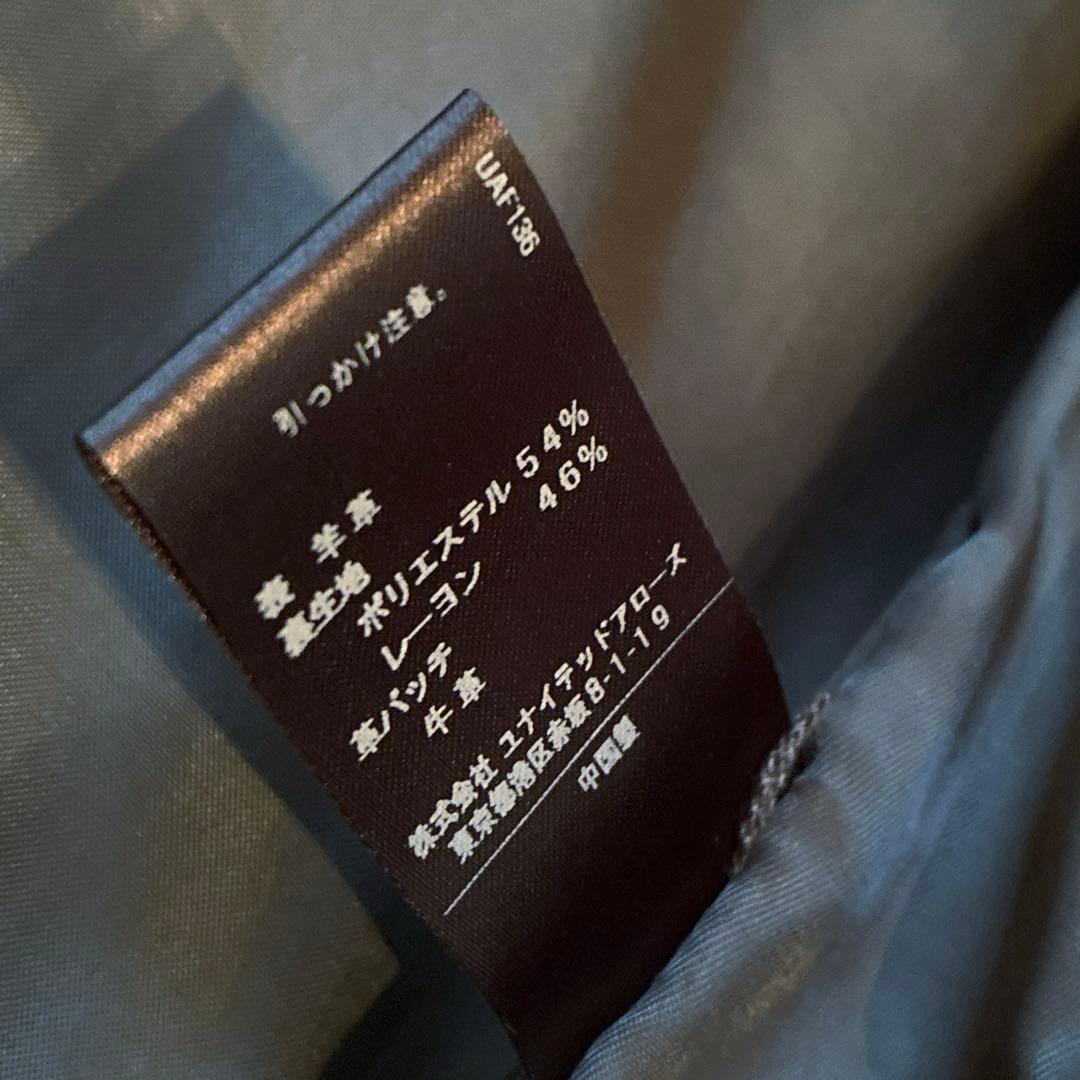 UAF136
引っかけ注意。
表 羊革
裏生地
ポリエステル 54%
レーヨン 46%
革パッチ
牛革
株式会社 ユナイテッドアローズ
東京都港区赤坂8-1-19
中国製